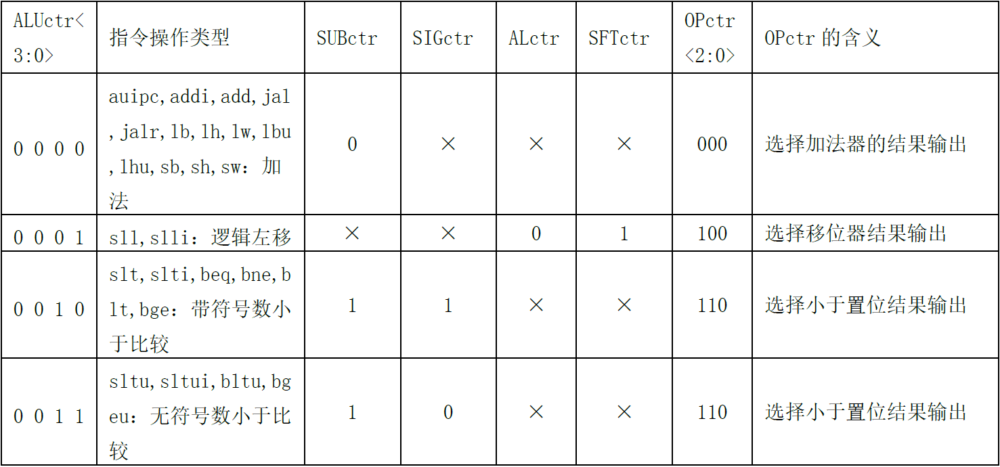 ALUctr<
3:0>
指令操作类型
SUBctr
SIGctr
ALctr
SFTctr
OPctr
<2:0>
OPctr 的含义
0 0 0 0
auipc,addi,add,jal
,jalr,lb,lh,lw,lbu
,lhu,sb,sh,sw：加
法
0
×
×
×
000
选择加法器的结果输出
0 0 0 1
sll,slli：逻辑左移
×
×
0
1
100
选择移位器结果输出
0 0 1 0
slt,slti,beq,bne,b
lt,bge：带符号数小
于比较
1
1
×
×
110
选择小于置位结果输出
0 0 1 1
sltu,sltui,bltu,bg
eu：无符号数小于比
较
1
0
×
×
110
选择小于置位结果输出